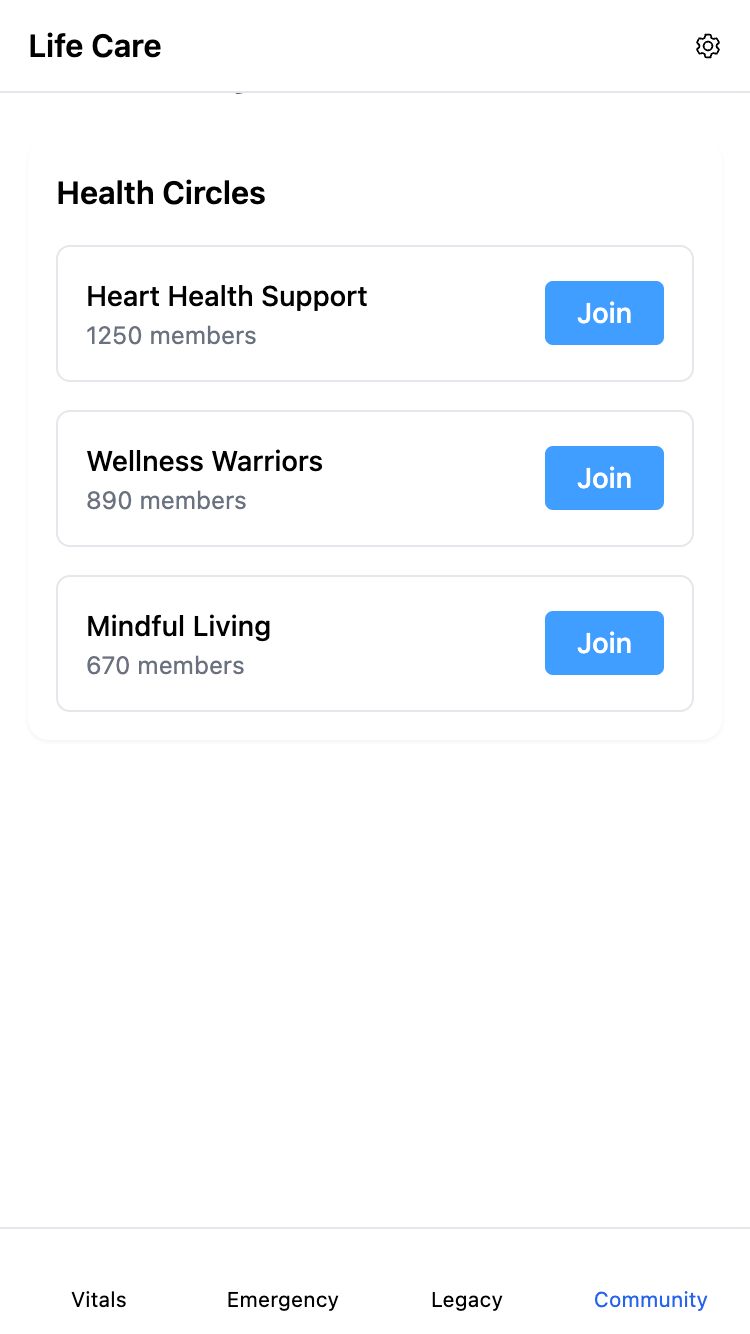 Life Care
Health Circles
Heart Health Support
1250 members
Join
Wellness Warriors
890 members
Join
Mindful Living
670 members
Join
Vitals
Emergency
Legacy
Community